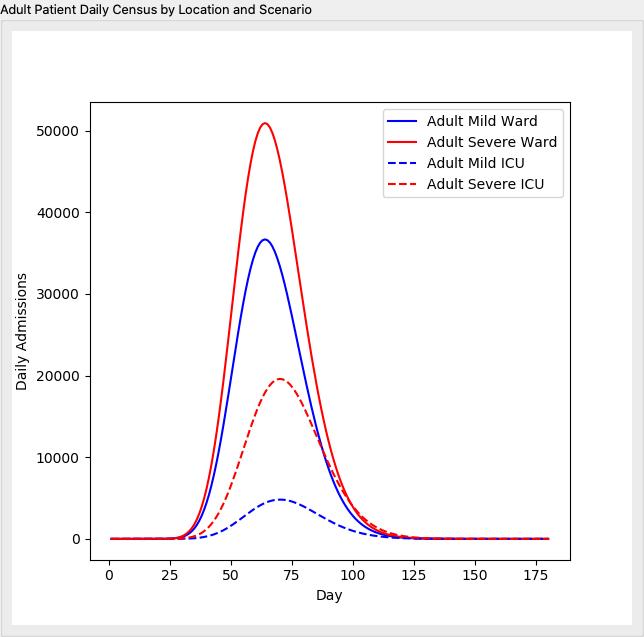 Adult Patient Daily Census by Location and Scenario
Adult Mild Ward
Adult Severe Ward
Adult Mild ICU
Adult Severe ICU
50000
40000
30000
20000
10000
0
Daily Admissions
0 25 50 75 100 125 150 175
Day